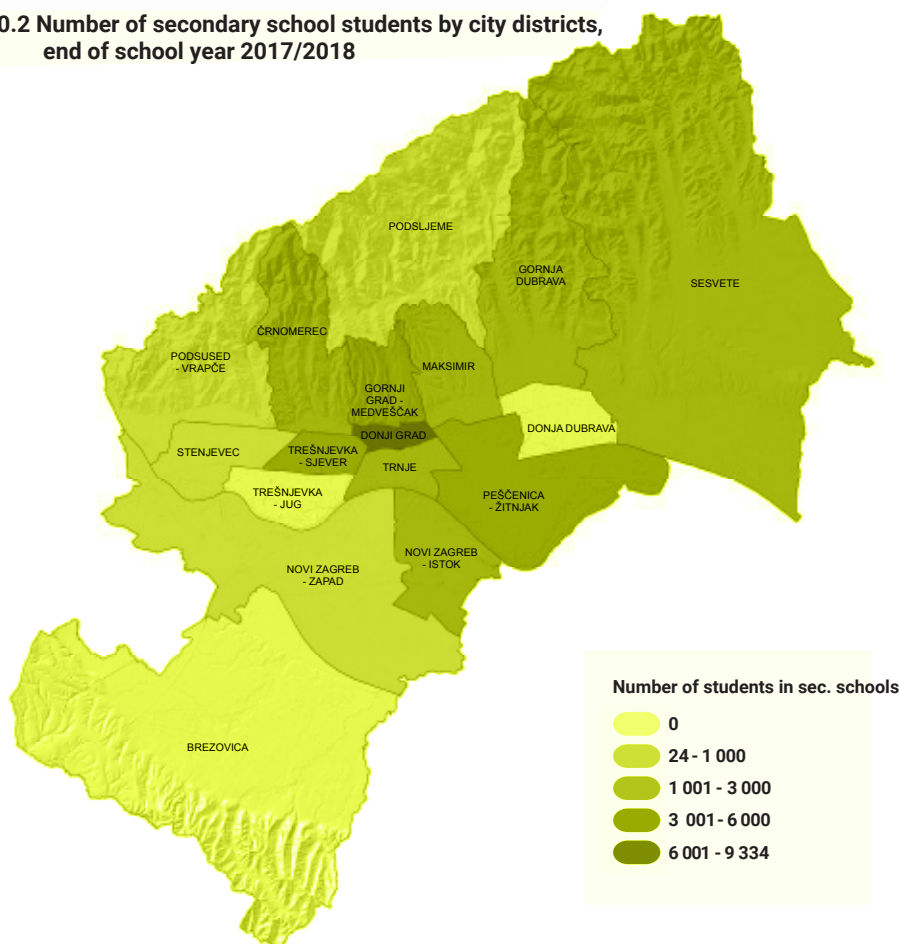 0.2 Number of secondary school students by city districts,
end of school year 2017/2018
PODSLJEME
GORNJA
DUBRAVA
SESVETE
ČRNOMEREC
PODSUSED
- VRAPČE
MAKSIMIR
GORNJI
GRAD -
MEDVEŠČAK
DONJA DUBRAVA
DONJI GRAD
STENJEVEC
TREŠNJEVKA
- SJEVER
TRNJE
TREŠNJEVKA
- JUG
PEŠČENICA
- ŽITNJAK
NOVI ZAGREB
- ISTOK
NOVI ZAGREB
- ZAPAD
BREZOVICA
Number of students in sec. schools
0
24 - 1 000
1 001 - 3 000
3 001 - 6 000
6 001 - 9 334